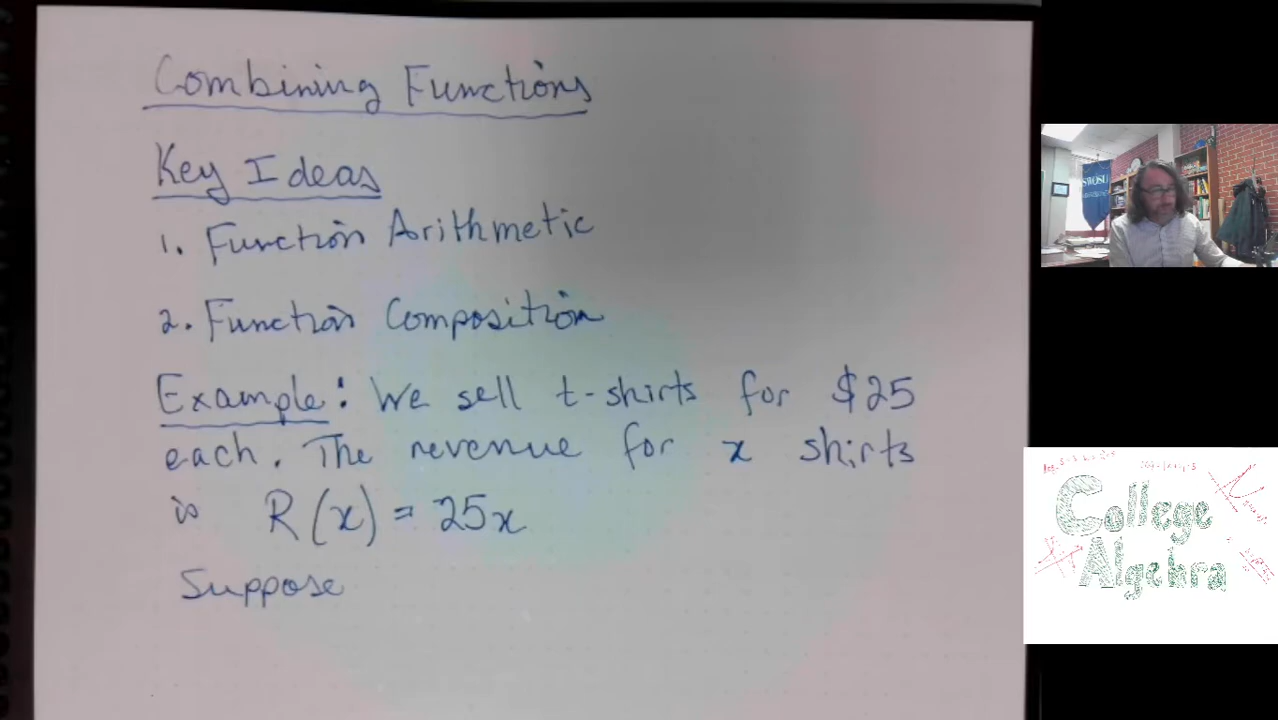 Combining Functions
Key Ideas
1. Function Arithmetic
2. Function Composition
Example: We sell t-shirts for $25
each. The revenue for x shirts
is R(x) = 25x
Suppose
SWOSU
College
Algebra